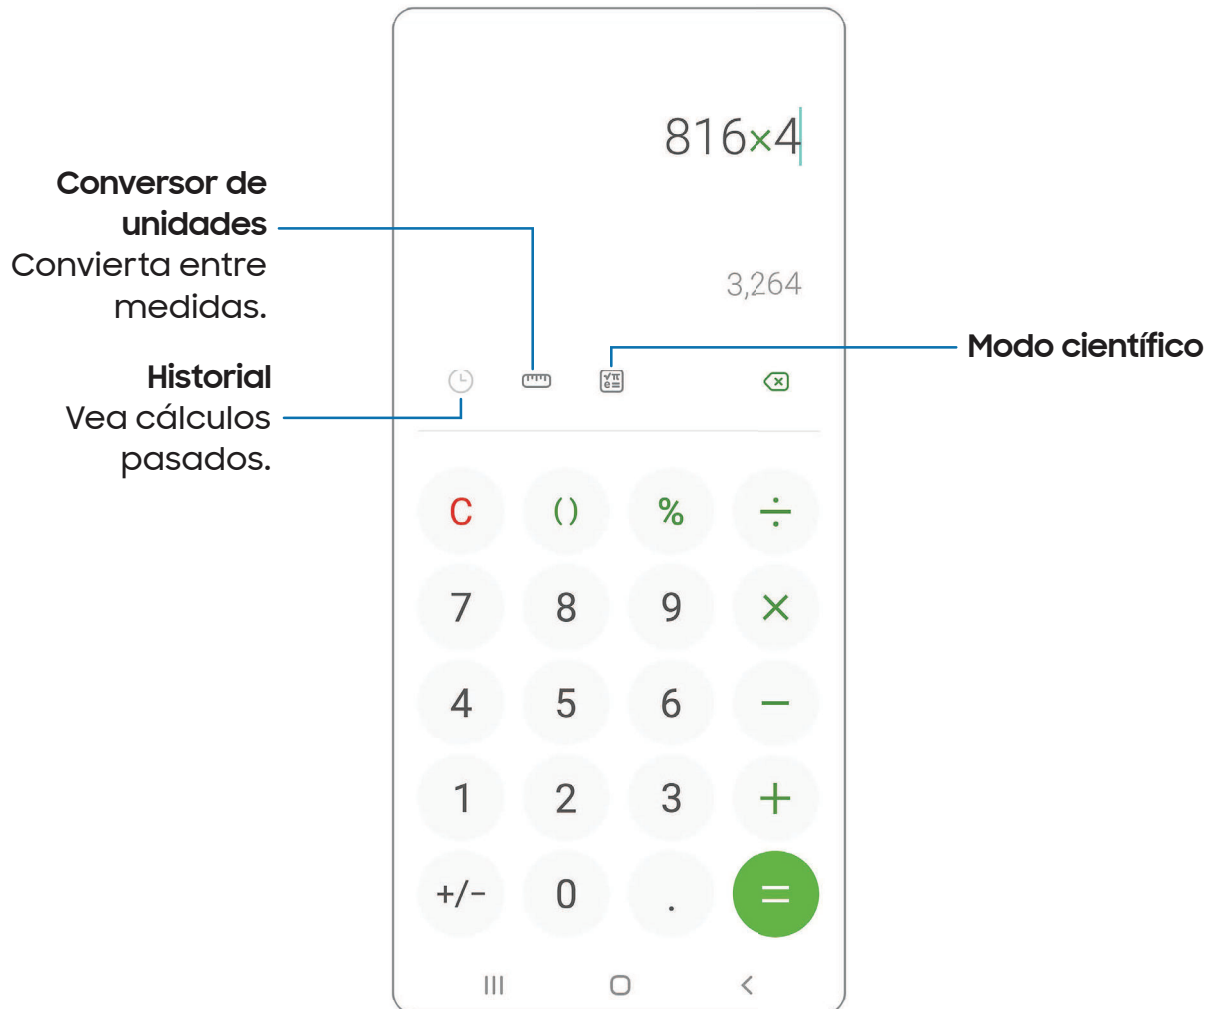 816×4
Conversor de
unidades
Convierta entre
medidas.
3,264
Modo científico
Historial
Vea cálculos
pasados.
√π
e=
C () % ÷
7 8 9 ×
4 5 6 −
1 2 3 +
+/− 0 . =